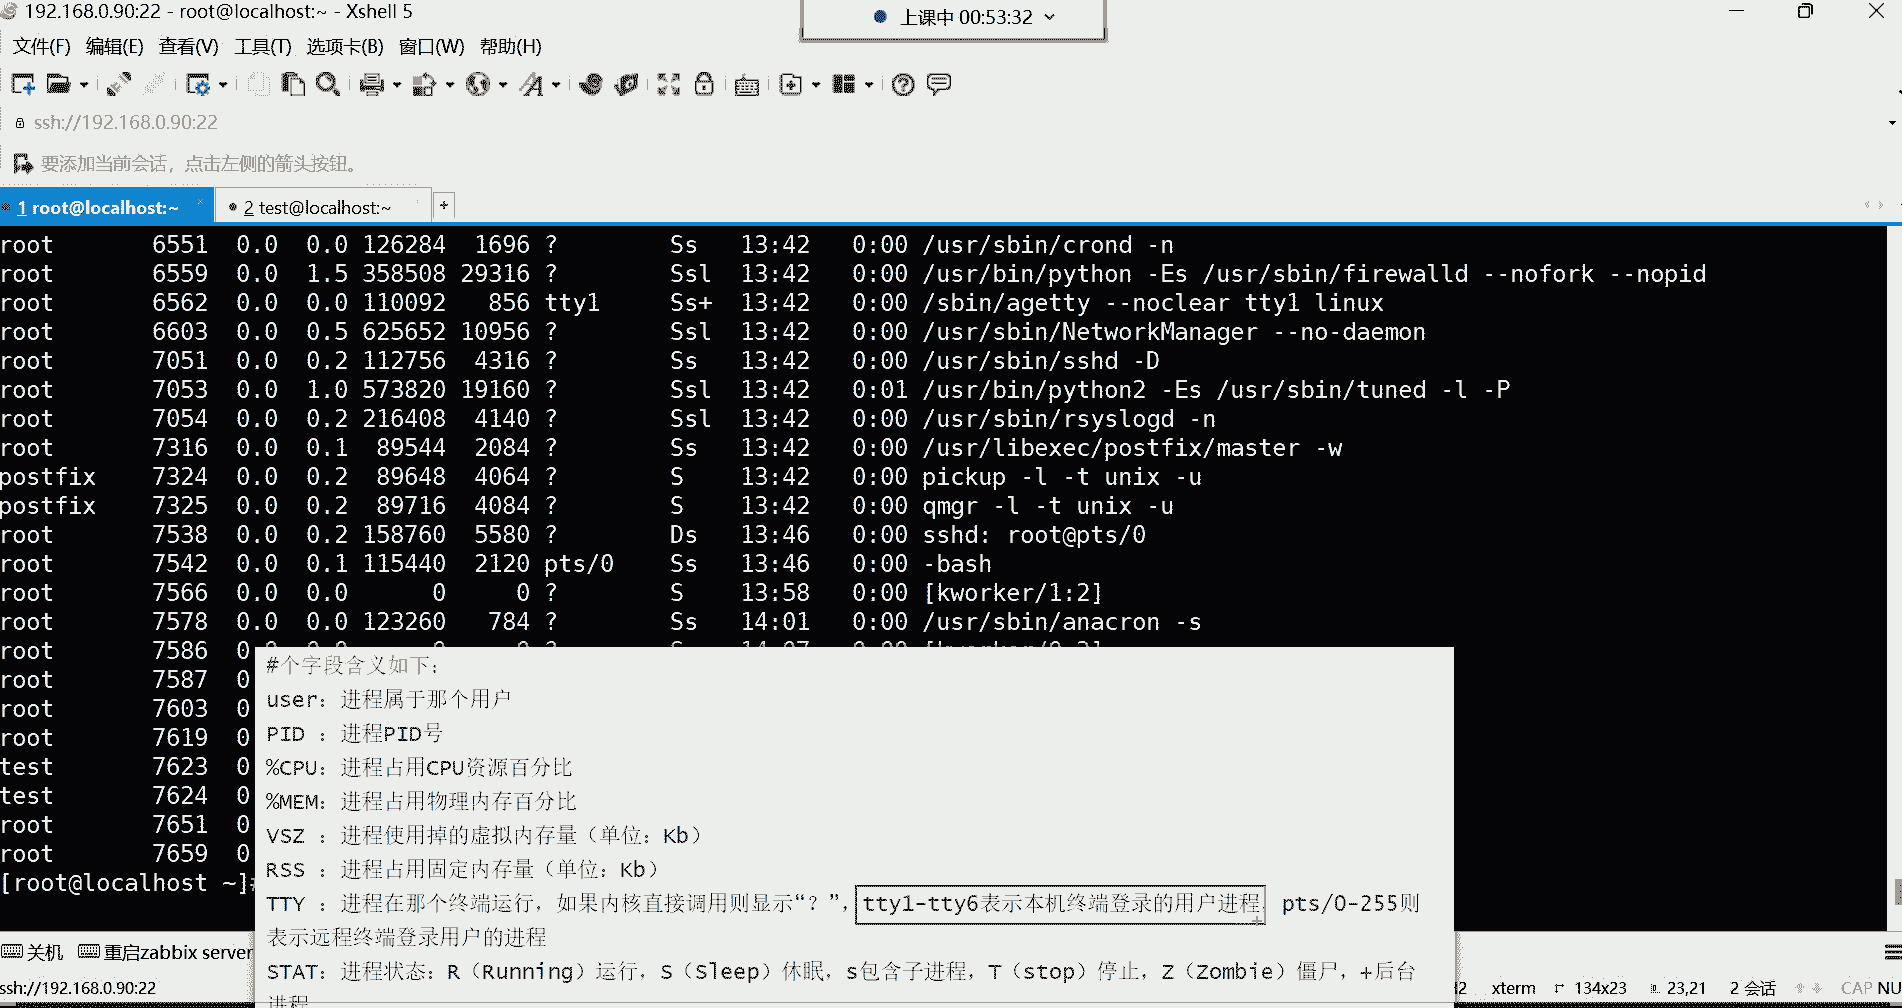 192.168.0.90:22 - root@localhost:~ - Xshell 5
上课中 00:53:32
文件(F) 编辑(E) 查看(V) 工具(T) 选项卡(B) 窗口(W) 帮助(H)
ssh://192.168.0.90:22
要添加当前会话，点击左侧的箭头按钮。
1 root@localhost:~ 2 test@localhost:~ +
root 6551 0.0 0.0 126284 1696 ? Ss 13:42 0:00 /usr/sbin/crond -n
root 6559 0.0 1.5 358508 29316 ? Ssl 13:42 0:00 /usr/bin/python -Es /usr/sbin/firewalld --nofork --nopid
root 6562 0.0 0.0 110092 856 tty1 Ss+ 13:42 0:00 /sbin/agetty --noclear tty1 linux
root 6603 0.0 0.5 625652 10956 ? Ssl 13:42 0:00 /usr/sbin/NetworkManager --no-daemon
root 7051 0.0 0.2 112756 4316 ? Ss 13:42 0:00 /usr/sbin/sshd -D
root 7053 0.0 1.0 573820 19160 ? Ssl 13:42 0:01 /usr/bin/python2 -Es /usr/sbin/tuned -l -P
root 7054 0.0 0.2 216408 4140 ? Ssl 13:42 0:00 /usr/sbin/rsyslogd -n
root 7316 0.0 0.1 89544 2084 ? Ss 13:42 0:00 /usr/libexec/postfix/master -w
postfix 7324 0.0 0.2 89648 4064 ? S 13:42 0:00 pickup -l -t unix -u
postfix 7325 0.0 0.2 89716 4084 ? S 13:42 0:00 qmgr -l -t unix -u
root 7538 0.0 0.2 158760 5580 ? Ds 13:46 0:00 sshd: root@pts/0
root 7542 0.0 0.1 115440 2120 pts/0 Ss 13:46 0:00 -bash
root 7566 0.0 0.0 0 0 ? S 13:58 0:00 [kworker/1:2]
root 7578 0.0 0.0 123260 784 ? Ss 14:01 0:00 /usr/sbin/anacron -s
root 7586 0
root 7587 0
root 7603 0
root 7619 0
test 7623 0
test 7624 0
root 7651 0
root 7659 0
[root@localhost ~]#
#个字段含义如下：
user：进程属于那个用户
PID ：进程PID号
%CPU：进程占用CPU资源百分比
%MEM：进程占用物理内存百分比
VSZ ：进程使用掉的虚拟内存量（单位：Kb）
RSS ：进程占用固定内存量（单位：Kb）
TTY ：进程在那个终端运行，如果内核直接调用则显示“？”，tty1-tty6表示本机终端登录的用户进程 pts/0-255则
表示远程终端登录用户的进程
STAT：进程状态：R（Running）运行，S（Sleep）休眠，s包含子进程，T（stop）停止，Z（Zombie）僵尸，+后台
进程
关机 重启zabbix server
ssh://192.168.0.90:22 xterm 134x23 23,21 2 会话 CAP NU